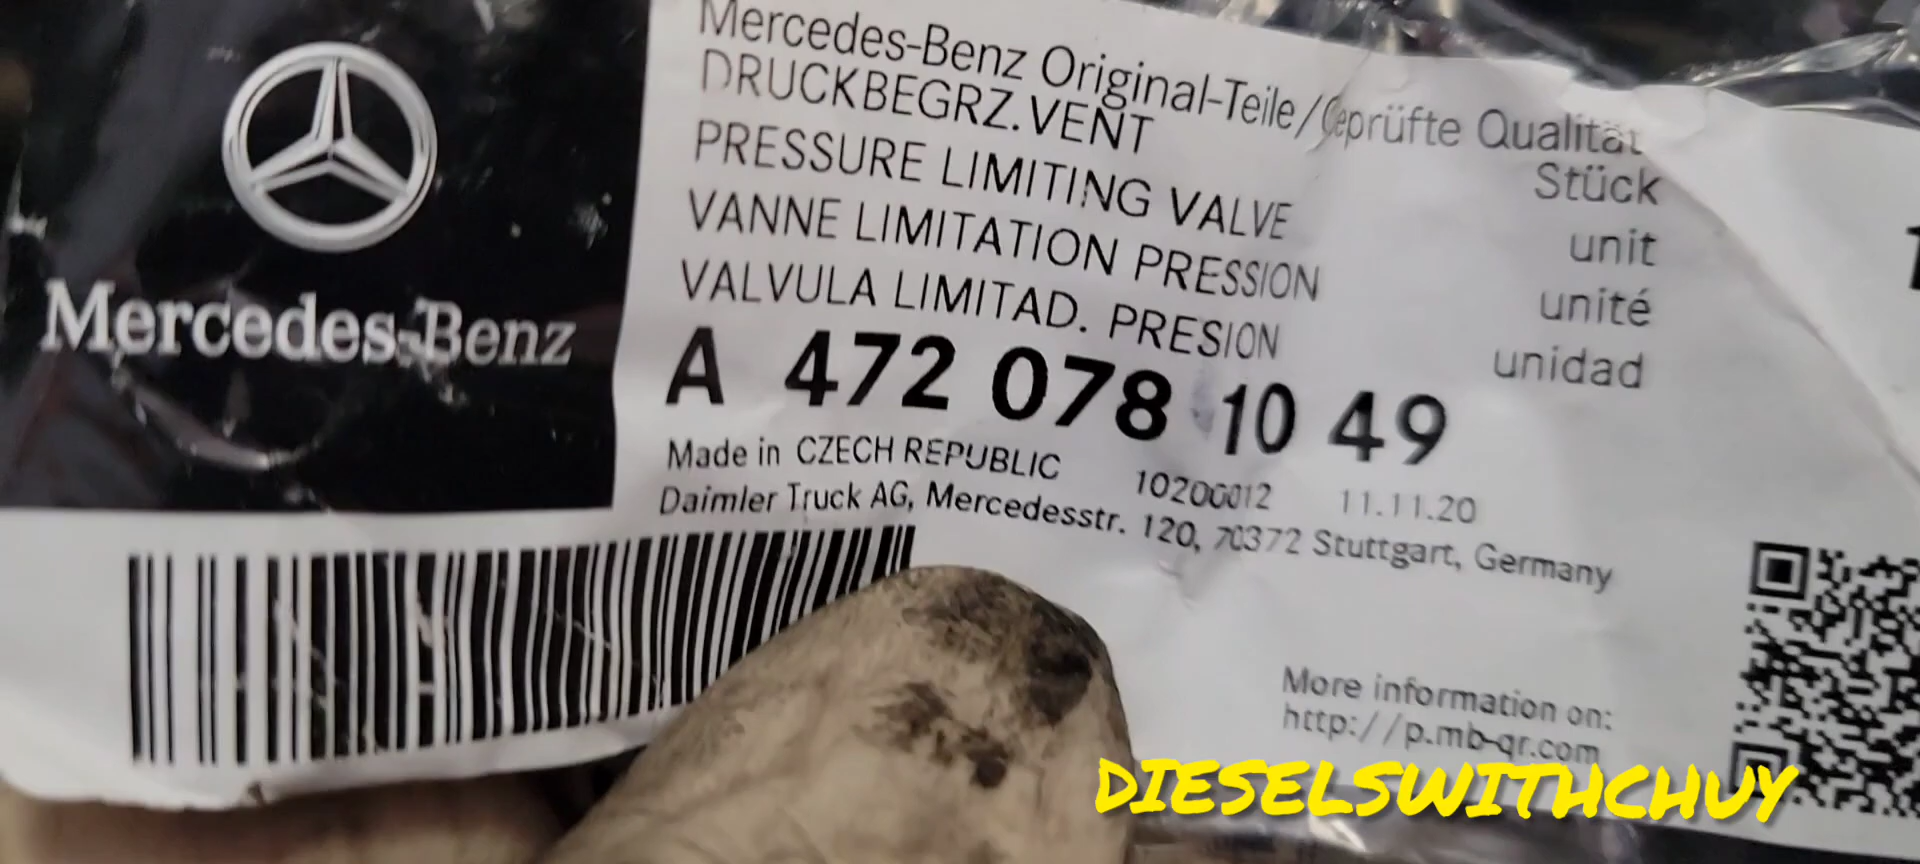 Mercedes-Benz
Mercedes-Benz Original-Teile/Geprüfte Qualität
DRUCKBEGRZ.VENT Stück
PRESSURE LIMITING VALVE unit
VANNE LIMITATION PRESSION unité
VALVULA LIMITAD. PRESION unidad
A 472 078 10 49
Made in CZECH REPUBLIC 10200012 11.11.20
Daimler Truck AG, Mercedesstr. 120, 70372 Stuttgart, Germany
More information on:
http://p.mb-qr.com
DIESELSWITHCHUY